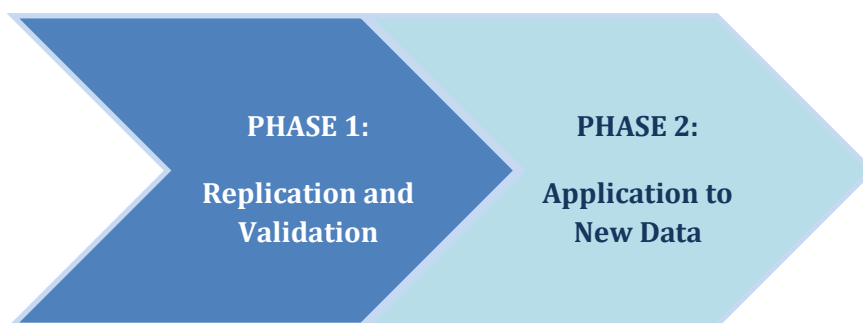 PHASE 1:
Replication and
Validation
PHASE 2:
Application to
New Data